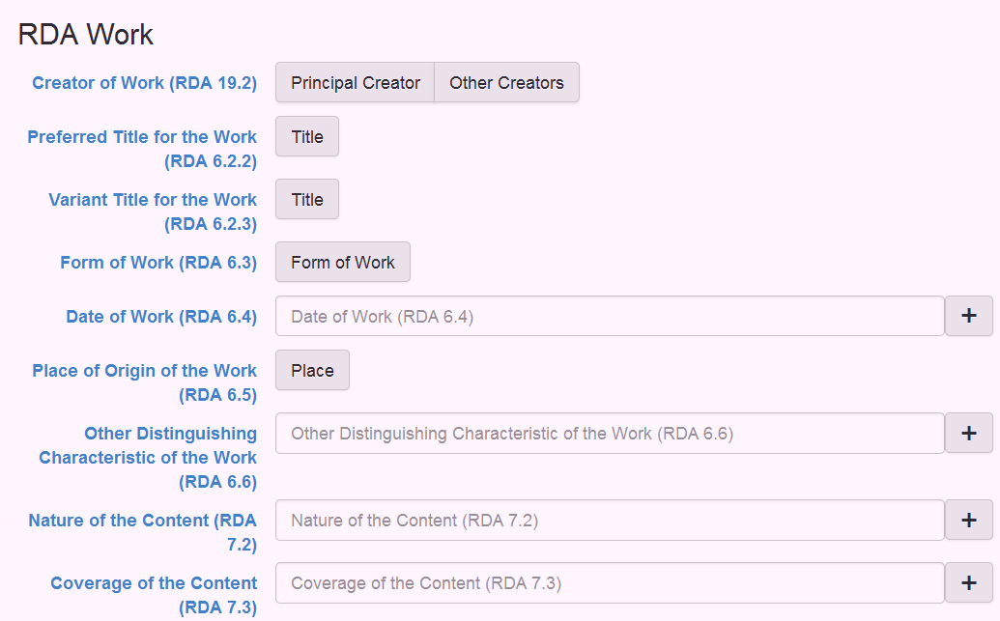 RDA Work
Creator of Work (RDA 19.2)
Principal Creator
Other Creators
Preferred Title for the Work
(RDA 6.2.2)
Title
Variant Title for the Work
(RDA 6.2.3)
Title
Form of Work (RDA 6.3)
Form of Work
Date of Work (RDA 6.4)
Date of Work (RDA 6.4)
+
Place of Origin of the Work
(RDA 6.5)
Place
Other Distinguishing
Characteristic of the Work
(RDA 6.6)
Other Distinguishing Characteristic of the Work (RDA 6.6)
+
Nature of the Content (RDA
7.2)
Nature of the Content (RDA 7.2)
+
Coverage of the Content
(RDA 7.3)
Coverage of the Content (RDA 7.3)
+